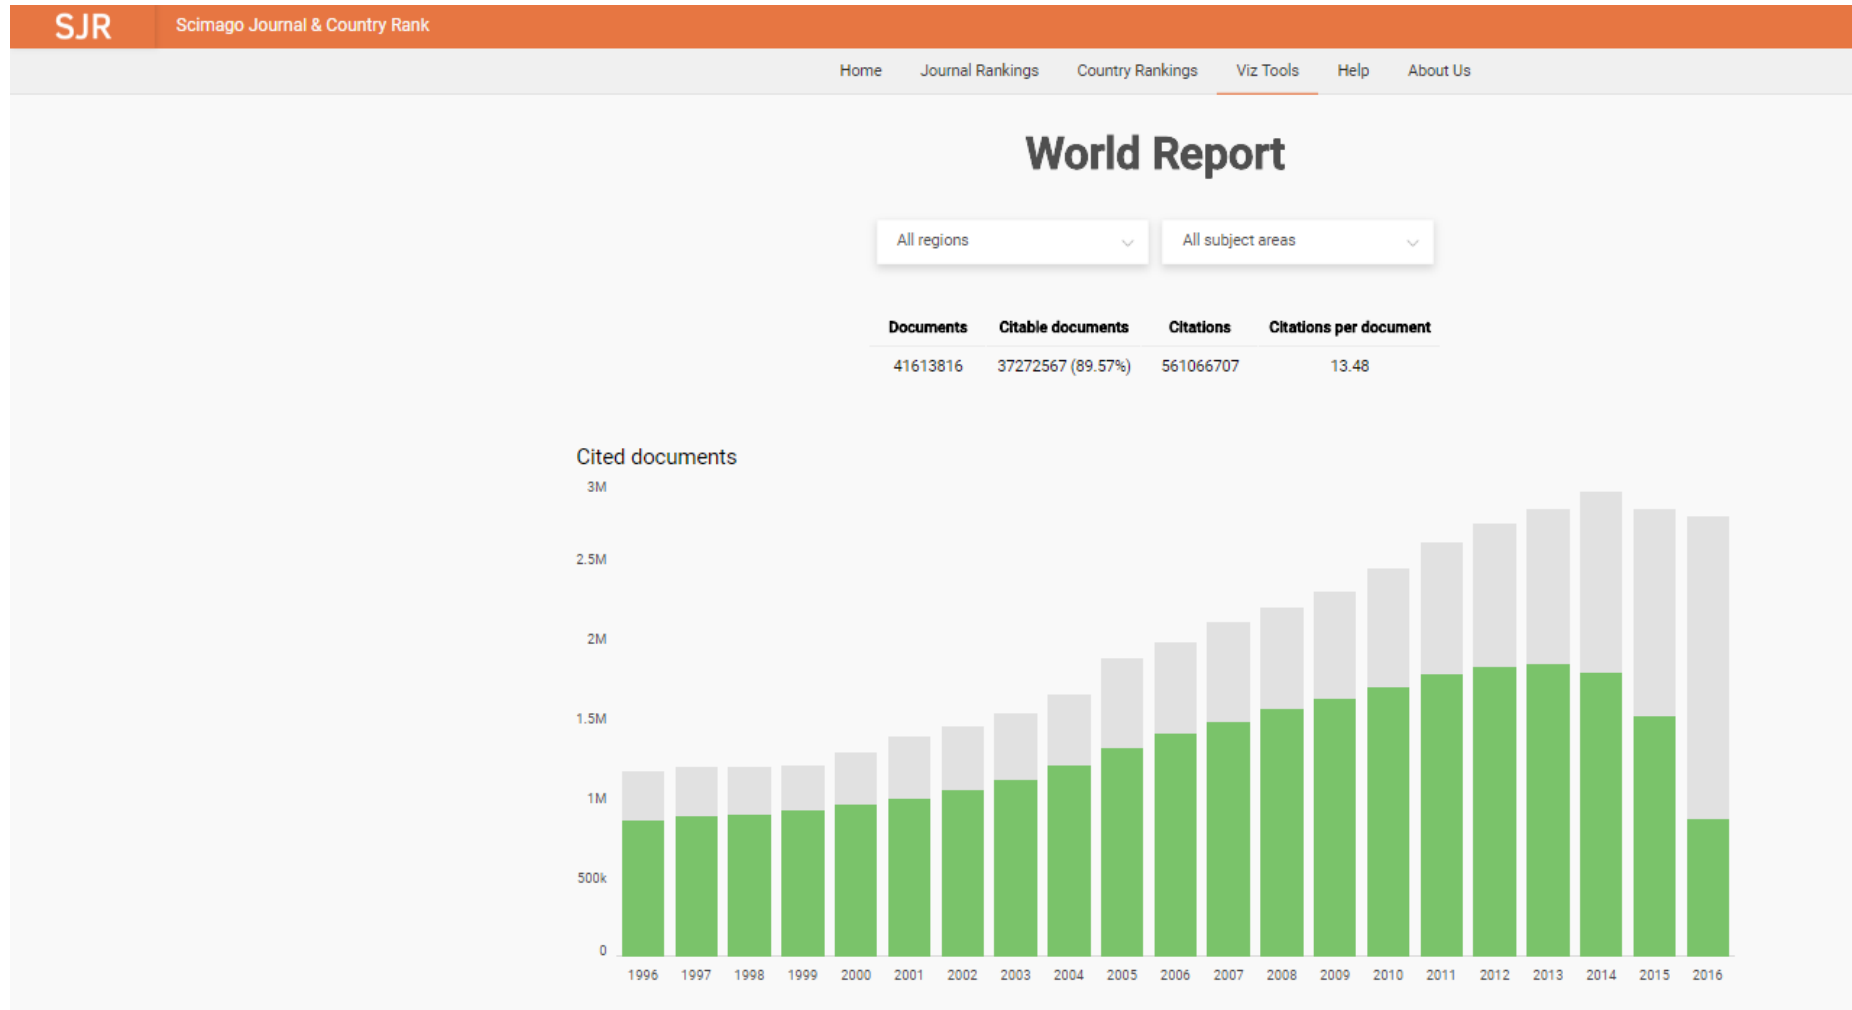 SJR Scimago Journal & Country Rank
Home Journal Rankings Country Rankings Viz Tools Help About Us
World Report
All regions All subject areas
Documents Citable documents Citations Citations per document
41613816 37272567 (89.57%) 561066707 13.48
Cited documents
3M
2.5M
2M
1.5M
1M
500k
0
1996 1997 1998 1999 2000 2001 2002 2003 2004 2005 2006 2007 2008 2009 2010 2011 2012 2013 2014 2015 2016